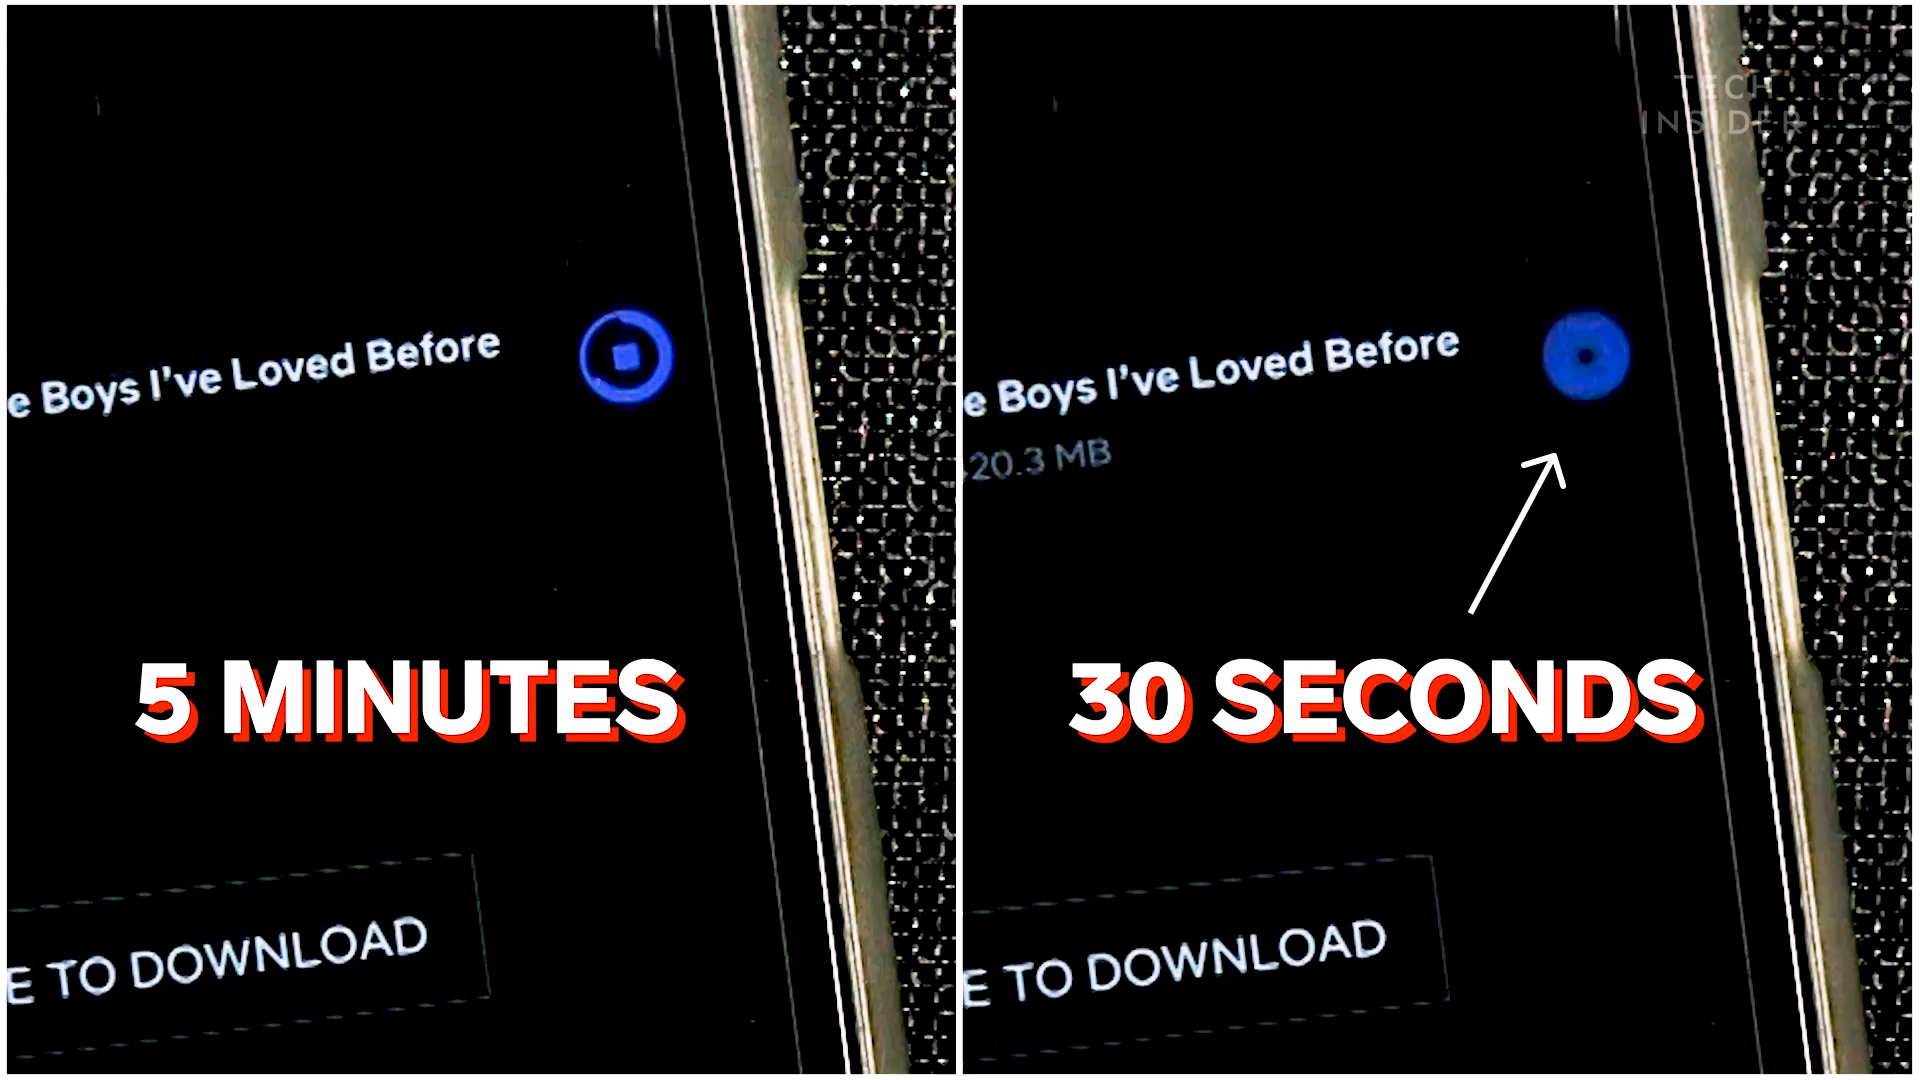 e Boys I've Loved Before
5 MINUTES
E TO DOWNLOAD
TECH
INSIDER
e Boys I've Loved Before
20.3 MB
30 SECONDS
E TO DOWNLOAD